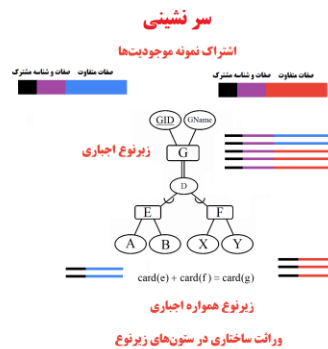 سر نشینی
اشتراک نمونه موجودیت‌ها
صفات متفاوت صفات و شناسه مشترک
صفات متفاوت صفات و شناسه مشترک
GID GName
زیرنوع اجباری
G
D
E F
A B X Y
card(e) + card(f) = card(g)
زیرنوع همواره اجباری
وراثت ساختاری در ستون‌های زیرنوع